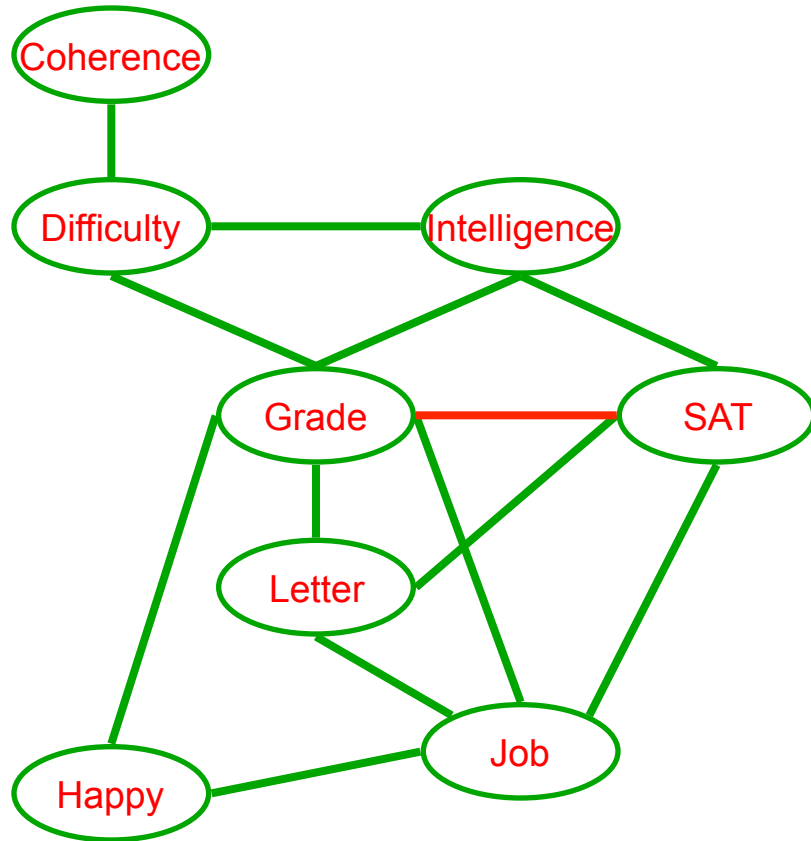 Coherence
Difficulty
Intelligence
Grade
SAT
Letter
Job
Happy